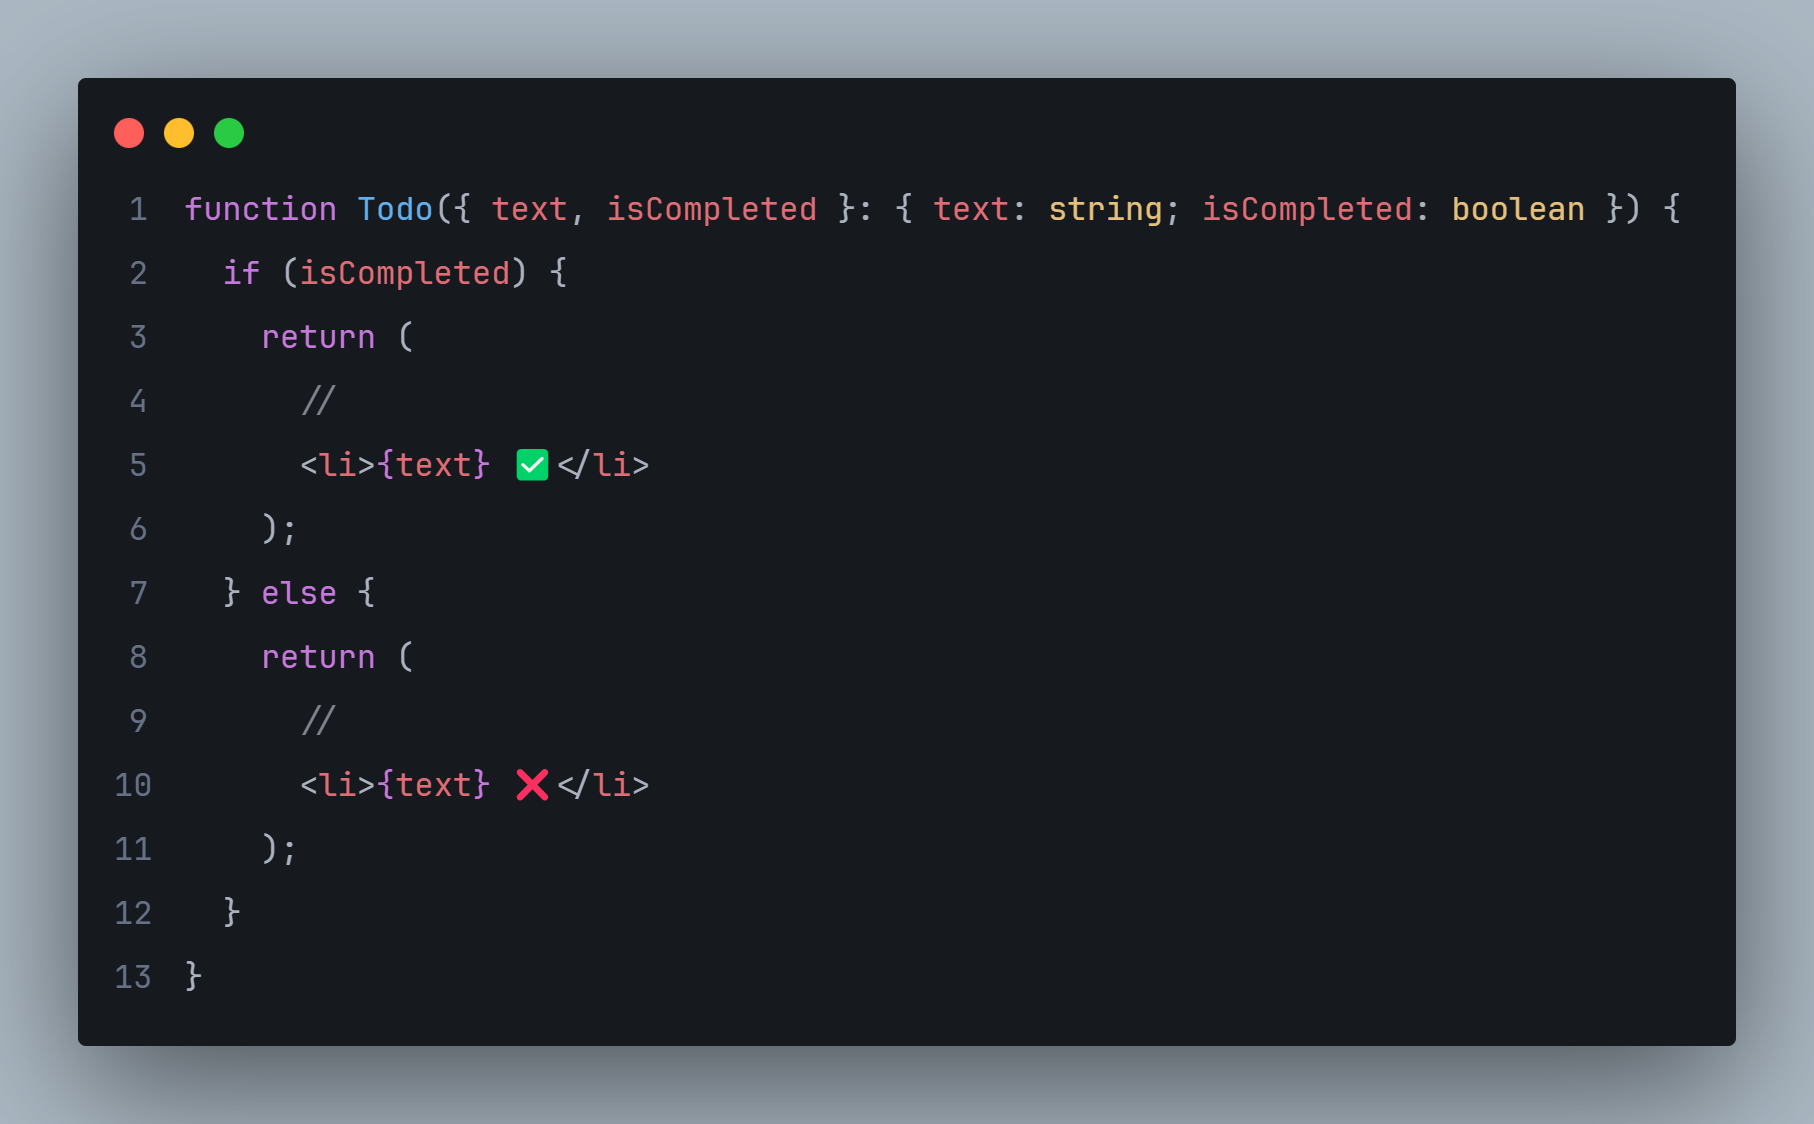 1 function Todo({ text, isCompleted }: { text: string; isCompleted: boolean }) {
2   if (isCompleted) {
3     return (
4       //
5       <li>{text} ✅</li>
6     );
7   } else {
8     return (
9       //
10       <li>{text} ❌</li>
11     );
12   }
13 }